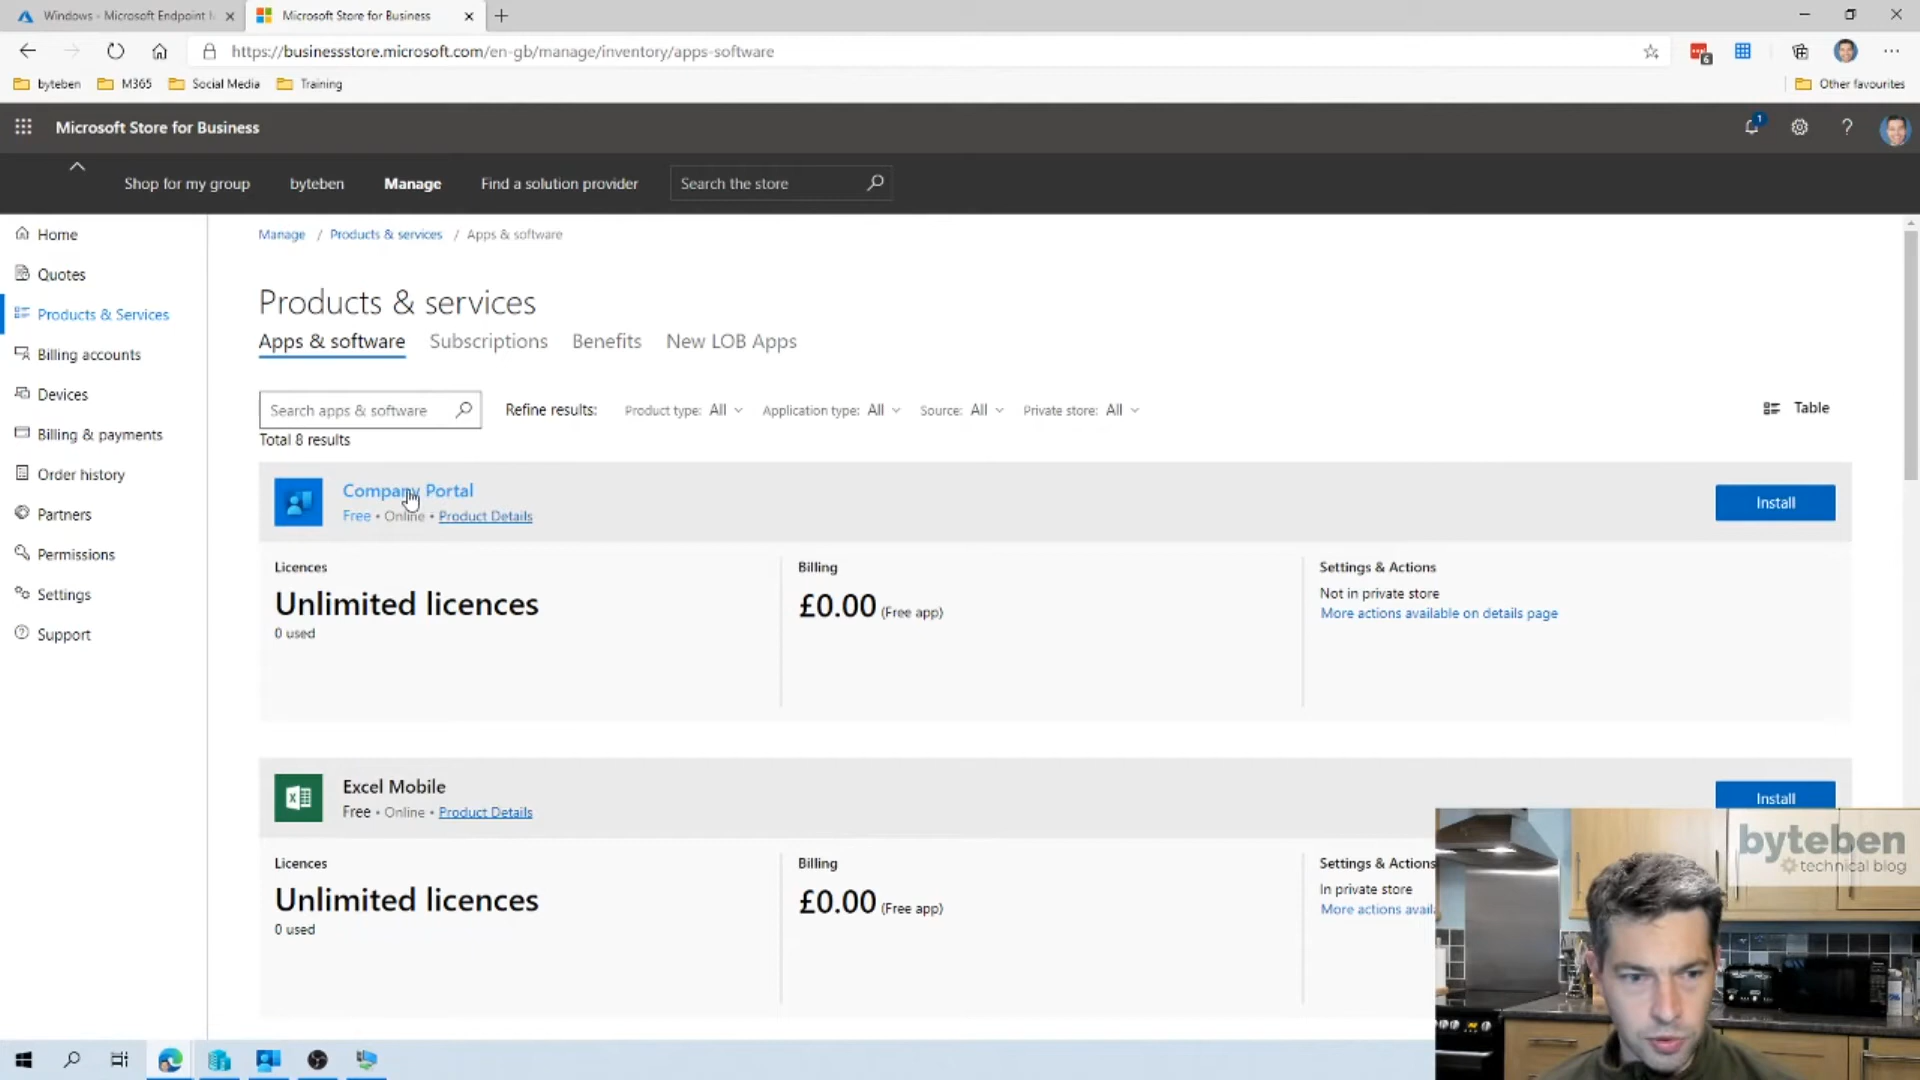 Windows - Microsoft Endpoint
Microsoft Store for Business
https://businessstore.microsoft.com/en-gb/manage/inventory/apps-software
6
byteben
M365
Social Media
Training
Other favourites
Microsoft Store for Business
1
Shop for my group
byteben
Manage
Find a solution provider
Search the store
Home
Quotes
Products & Services
Billing accounts
Devices
Billing & payments
Order history
Partners
Permissions
Settings
Support
Manage / Products & services / Apps & software
Products & services
Apps & software
Subscriptions
Benefits
New LOB Apps
Search apps & software
Refine results:
Product type: All
Application type: All
Source: All
Private store: All
Table
Total 8 results
Company Portal
Free • Online • Product Details
Install
Licences
Unlimited licences
0 used
Billing
£0.00 (Free app)
Settings & Actions
Not in private store
More actions available on details page
Excel Mobile
Free • Online • Product Details
Install
Licences
Unlimited licences
0 used
Billing
£0.00 (Free app)
Settings & Actions
In private store
More actions avail
byteben
technical blog